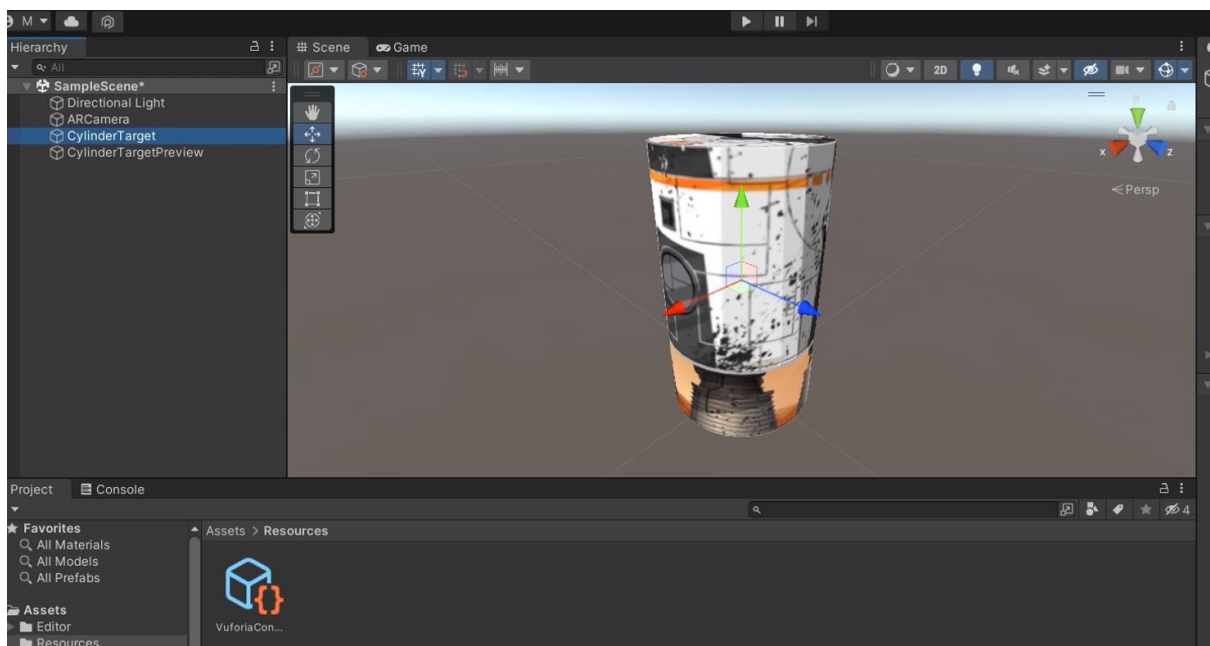 M
Hierarchy
Scene
Game
All
2D
SampleScene*
Directional Light
ARCamera
CylinderTarget
CylinderTargetPreview
y
x
z
Persp
Project
Console
4
Favorites
Assets > Resources
All Materials
All Models
All Prefabs
Assets
Editor
VuforiaCon...
Resources